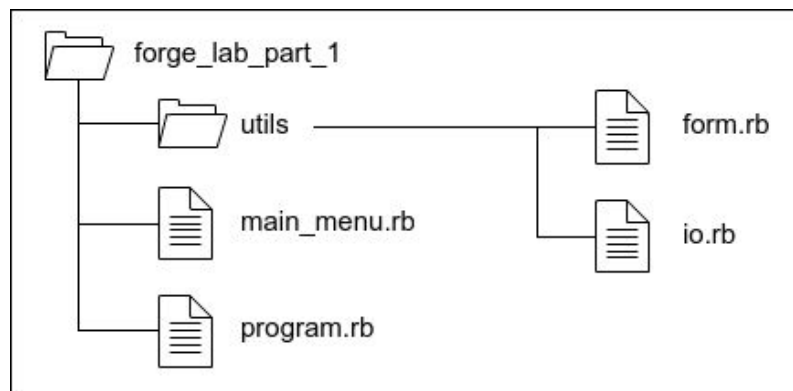 forge_lab_part_1
utils
form.rb
main_menu.rb
io.rb
program.rb